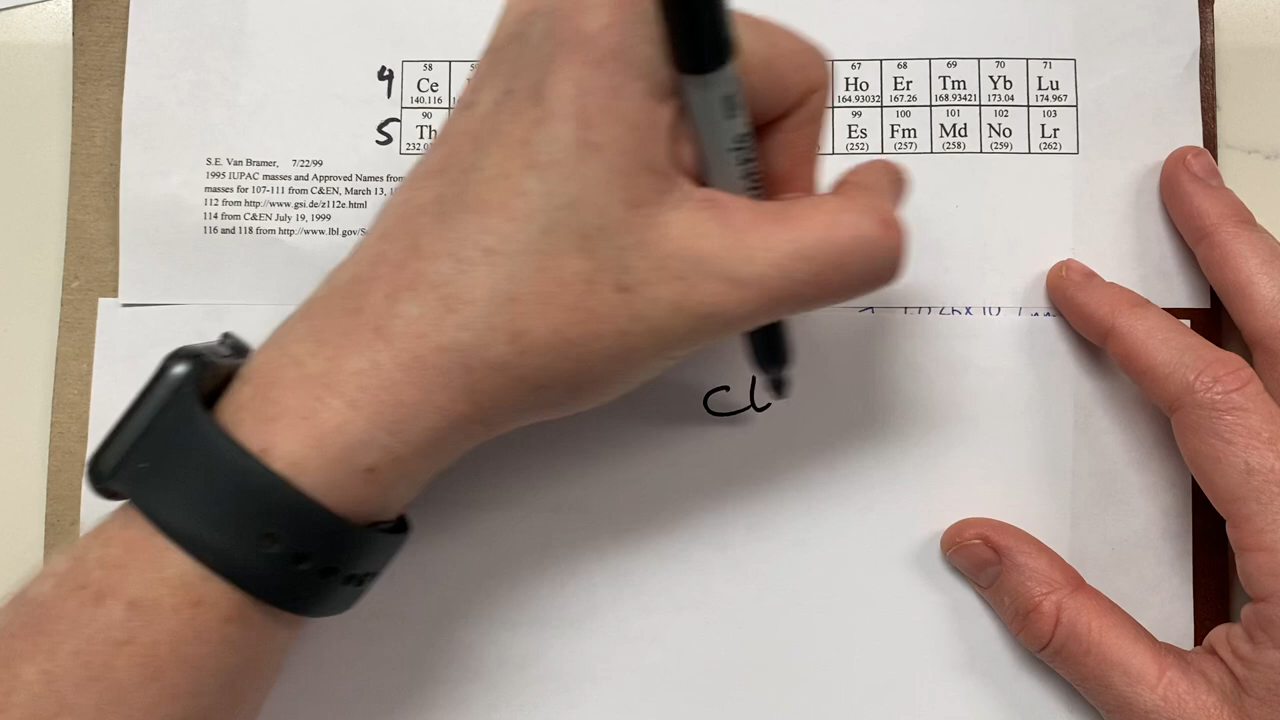 4 58 67 68 69 70 71
Ce Ho Er Tm Yb Lu
140.116 164.93032 167.26 168.93421 173.04 174.967
5 90 99 100 101 102 103
Th Es Fm Md No Lr
(252) (257) (258) (259) (262)
S.E. Van Bramer, 7/22/99
1995 IUPAC masses and Approved Names from
masses for 107-111 from C&EN, March 13,
112 from http://www.gsi.de/z112e.html
114 from C&EN July 19, 1999
116 and 118 from http://www.lbl.gov/
Cl